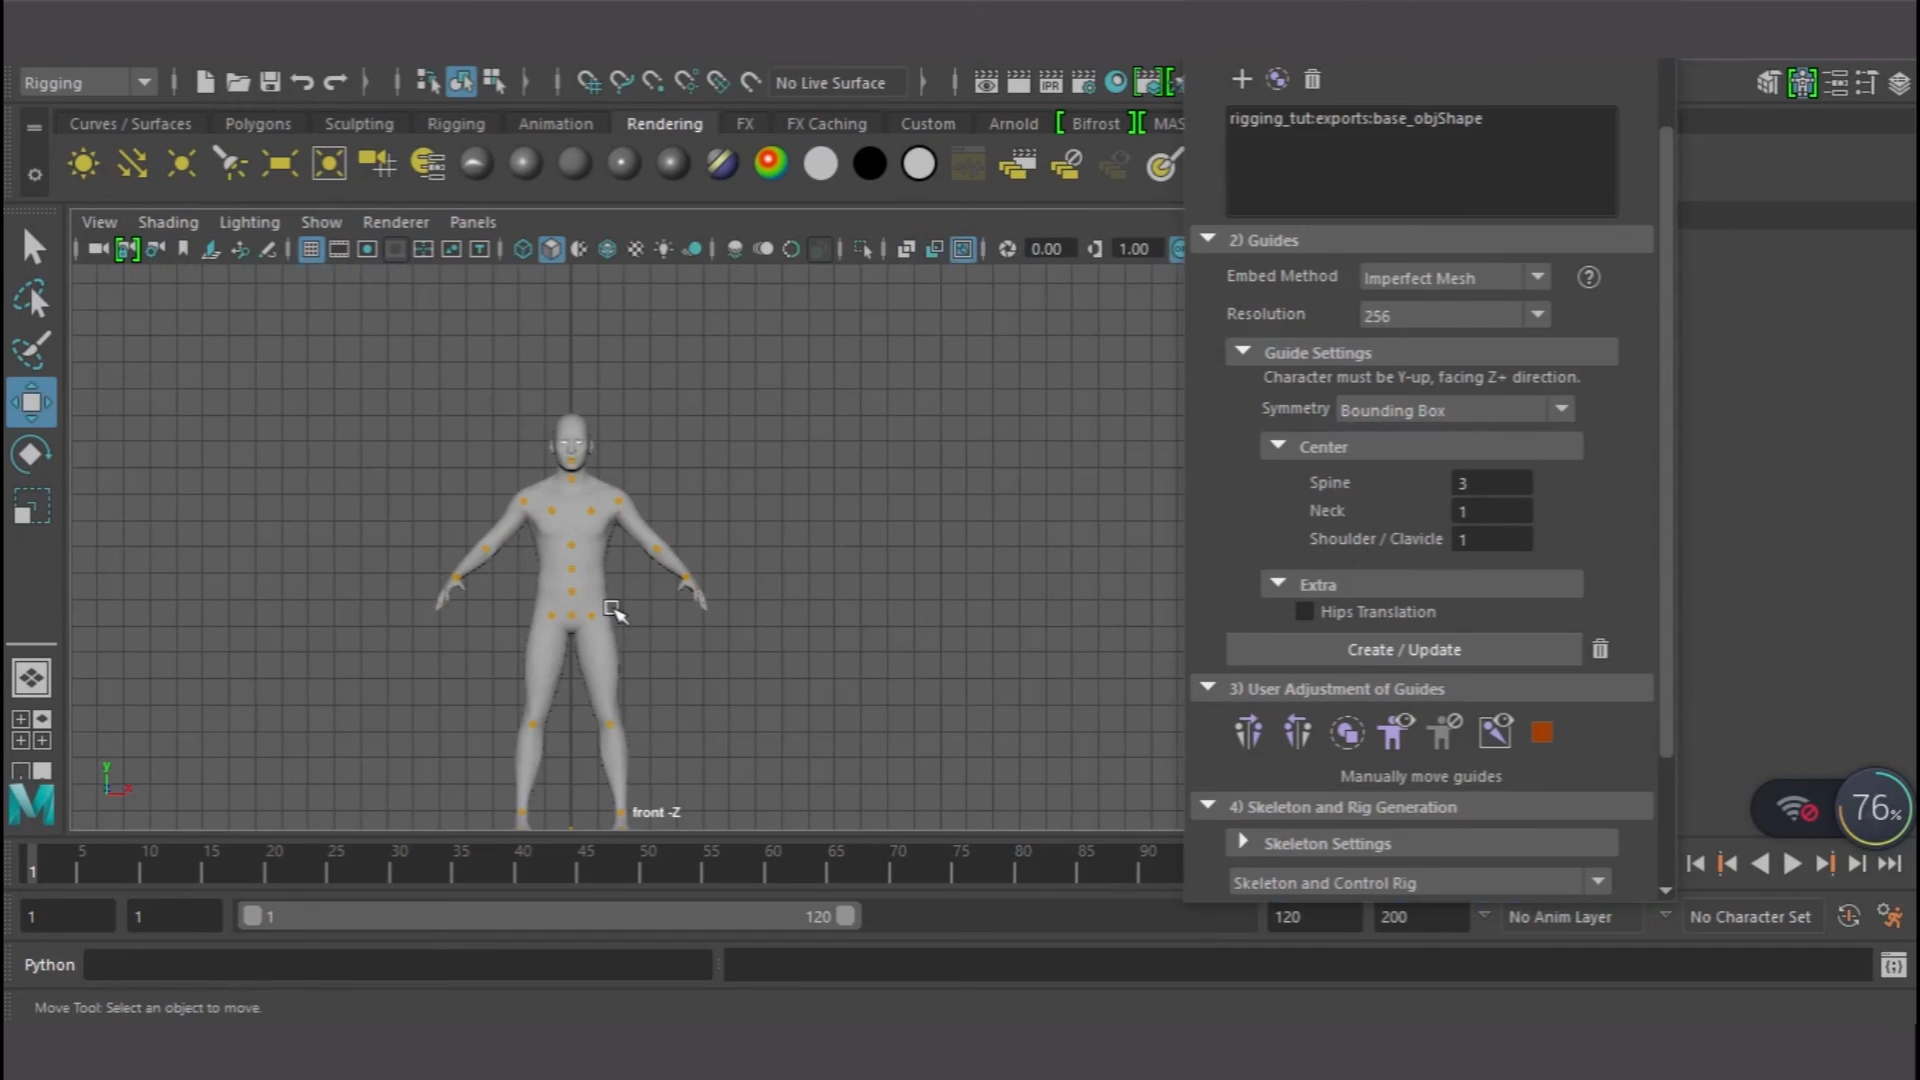 Rigging
No Live Surface
IPR
Curves / Surfaces
Polygons
Sculpting
Rigging
Animation
Rendering
FX
FX Caching
Custom
Arnold
Bifrost
MAS
View
Shading
Lighting
Show
Renderer
Panels
0.00
1.00
rigging_tut:exports:base_objShape
2) Guides
Embed Method
Imperfect Mesh
?
Resolution
256
Guide Settings
Character must be Y-up, facing Z+ direction.
Symmetry
Bounding Box
Center
Spine
3
Neck
1
Shoulder / Clavicle
1
Extra
Hips Translation
Create / Update
3) User Adjustment of Guides
Manually move guides
4) Skeleton and Rig Generation
Skeleton Settings
Skeleton and Control Rig
y
x
front -Z
M
76%
1
5
10
15
20
25
30
35
40
45
50
55
60
65
70
75
80
85
90
1
1
1
120
120
200
No Anim Layer
No Character Set
Python
Move Tool: Select an object to move.